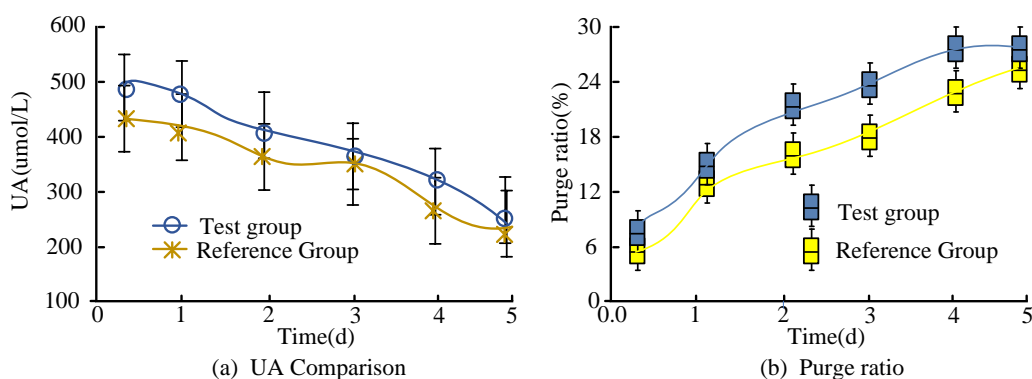 600
500
400
300
200
100
UA(umol/L)
Test group
Reference Group
0.0
1
2
3
4
5
Time(d)
(a) UA Comparison
30
24
18
12
6
0
Purge ratio(%)
Test group
Reference Group
0.0
1
2
3
4
5
Time(d)
(b) Purge ratio